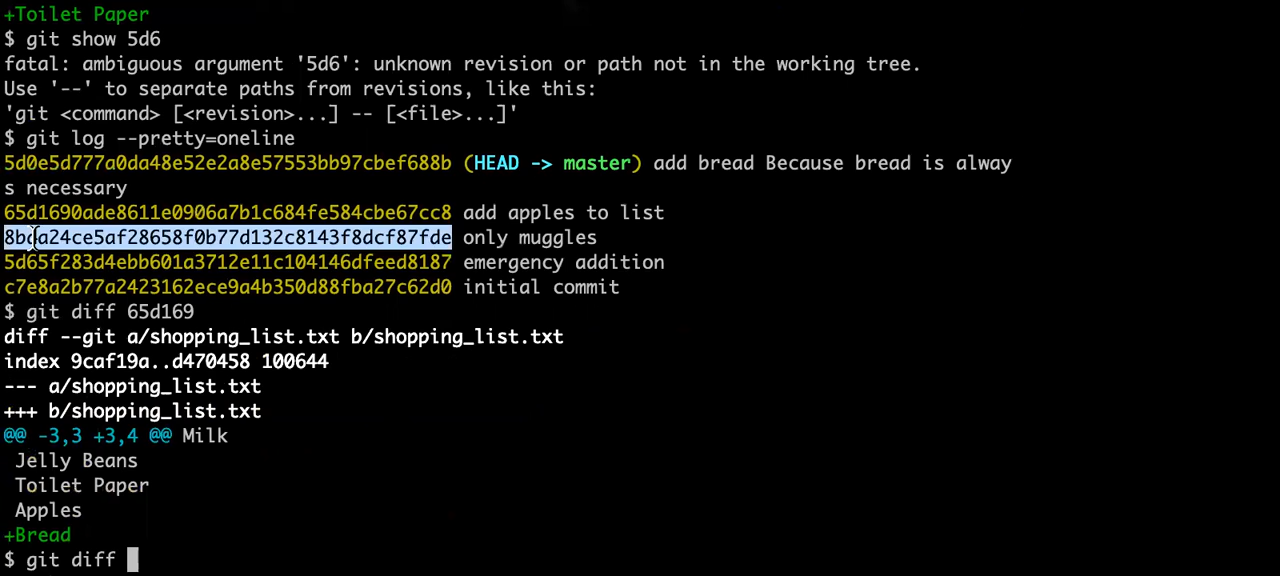 +Toilet Paper
$ git show 5d6
fatal: ambiguous argument '5d6': unknown revision or path not in the working tree.
Use '--' to separate paths from revisions, like this:
'git <command> [<revision>...] -- [<file>...]'
$ git log --pretty=oneline
5d0e5d777a0da48e52e2a8e57553bb97cbef688b (HEAD -> master) add bread Because bread is alway
s necessary
65d1690ade8611e0906a7b1c684fe584cbe67cc8 add apples to list
8bda24ce5af28658f0b77d132c8143f8dcf87fde only muggles
5d65f283d4ebb601a3712e11c104146dfeed8187 emergency addition
c7e8a2b77a2423162ece9a4b350d88fba27c62d0 initial commit
$ git diff 65d169
diff --git a/shopping_list.txt b/shopping_list.txt
index 9caf19a..d470458 100644
--- a/shopping_list.txt
+++ b/shopping_list.txt
@@ -3,3 +3,4 @@ Milk
 Jelly Beans
 Toilet Paper
 Apples
+Bread
$ git diff